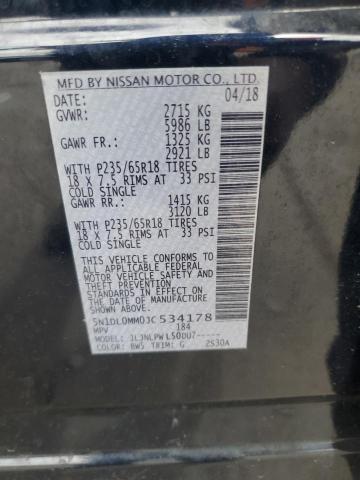 MFD BY NISSAN MOTOR CO., LTD.
DATE: 04/18
GVWR: 2715 KG
5986 LB
GAWR FR.: 1325 KG
2921 LB
WITH P235/65R18 TIRES
18 X 7.5 RIMS AT 33 PSI
COLD SINGLE
GAWR RR.: 1415 KG
3120 LB
WITH P235/65R18 TIRES
18 X 7.5 RIMS AT 33 PSI
COLD SINGLE
THIS VEHICLE CONFORMS TO ALL
APPLICABLE U.S. FEDERAL MOTOR
VEHICLE SAFETY, BUMPER, AND
THEFT PREVENTION STANDARDS
IN EFFECT ON THE DATE OF
MANUFACTURE SHOWN ABOVE.
5N1DL0MM0JC534178
MPV 184
MODEL: JLJNLPWL50DU7-----
COLOR: BW5 TRIM: G 2S30A